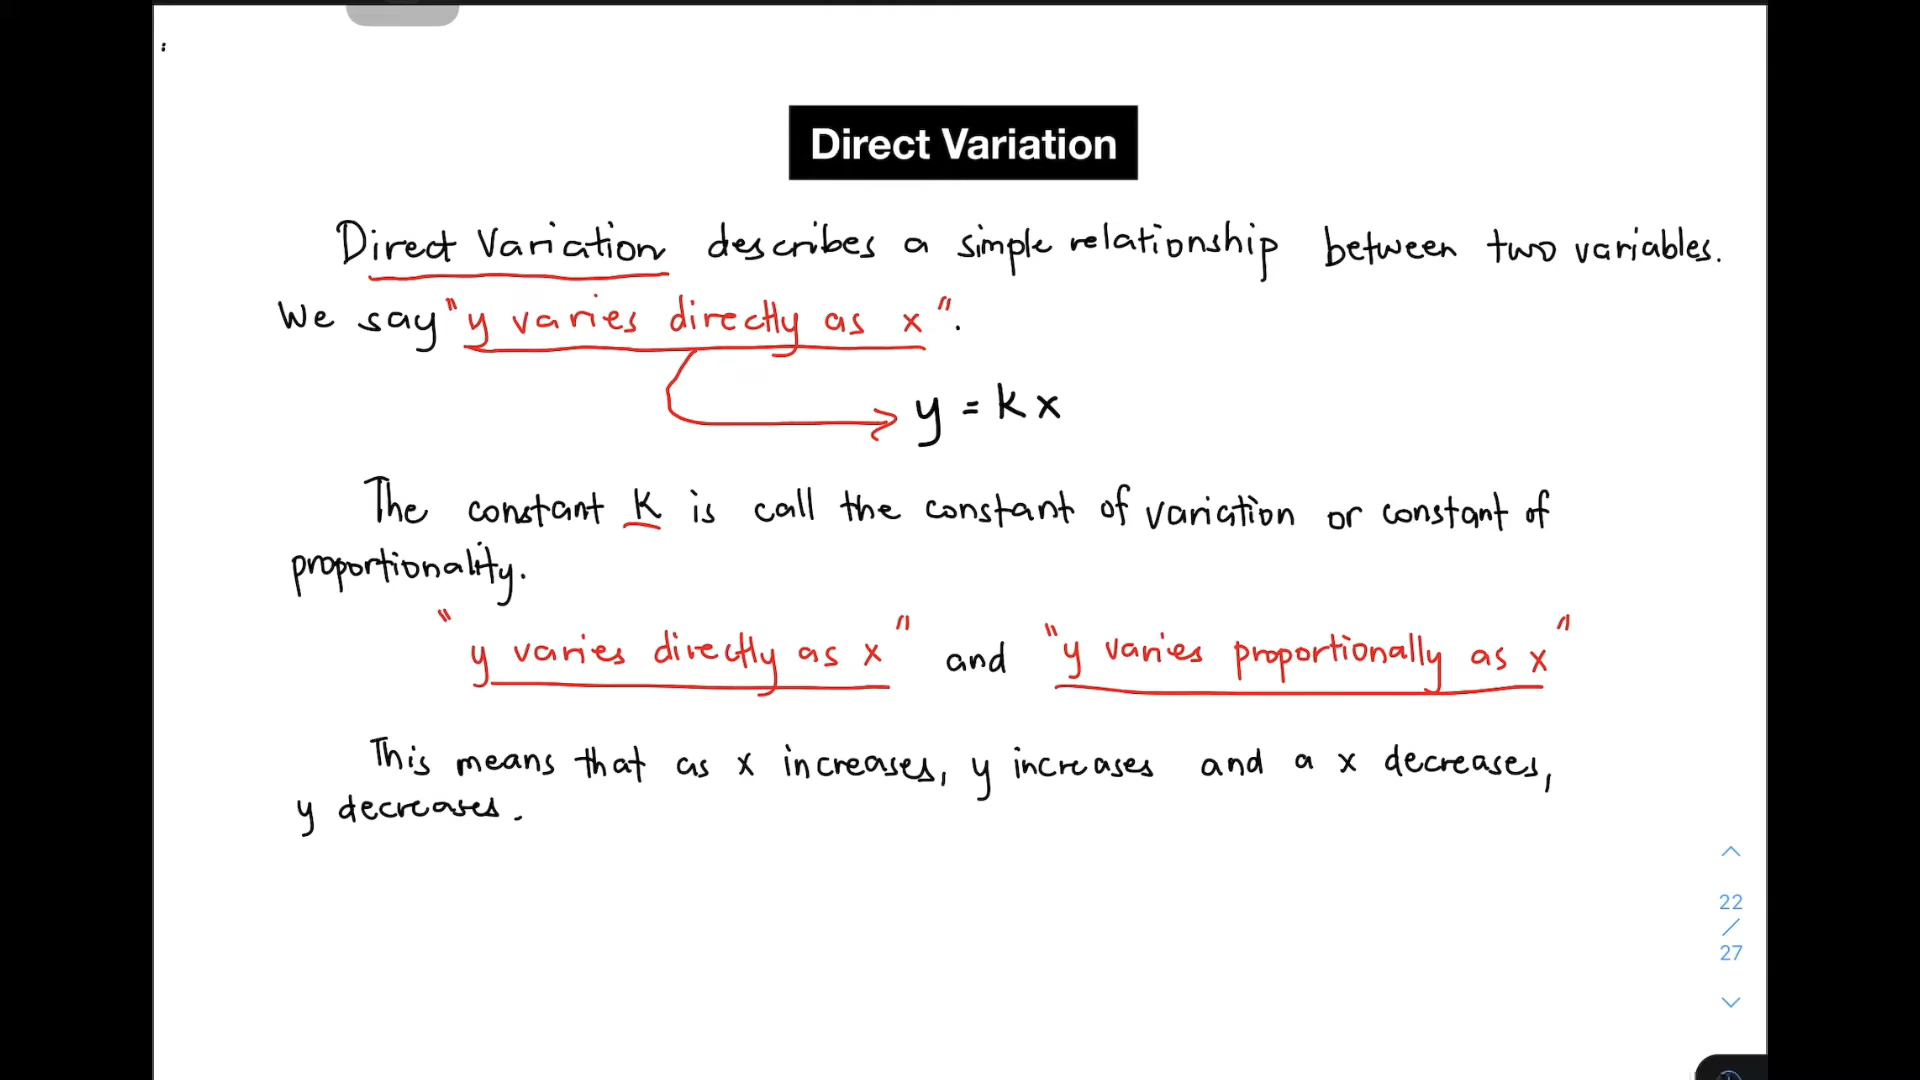 Direct Variation
Direct Variation describes a simple relationship between two variables.
We say "y varies directly as x".
y = kx
The constant k is call the constant of variation or constant of
proportionality.
"y varies directly as x" and "y varies proportionally as x"
This means that as x increases, y increases and a x decreases,
y decreases.
22
/
27